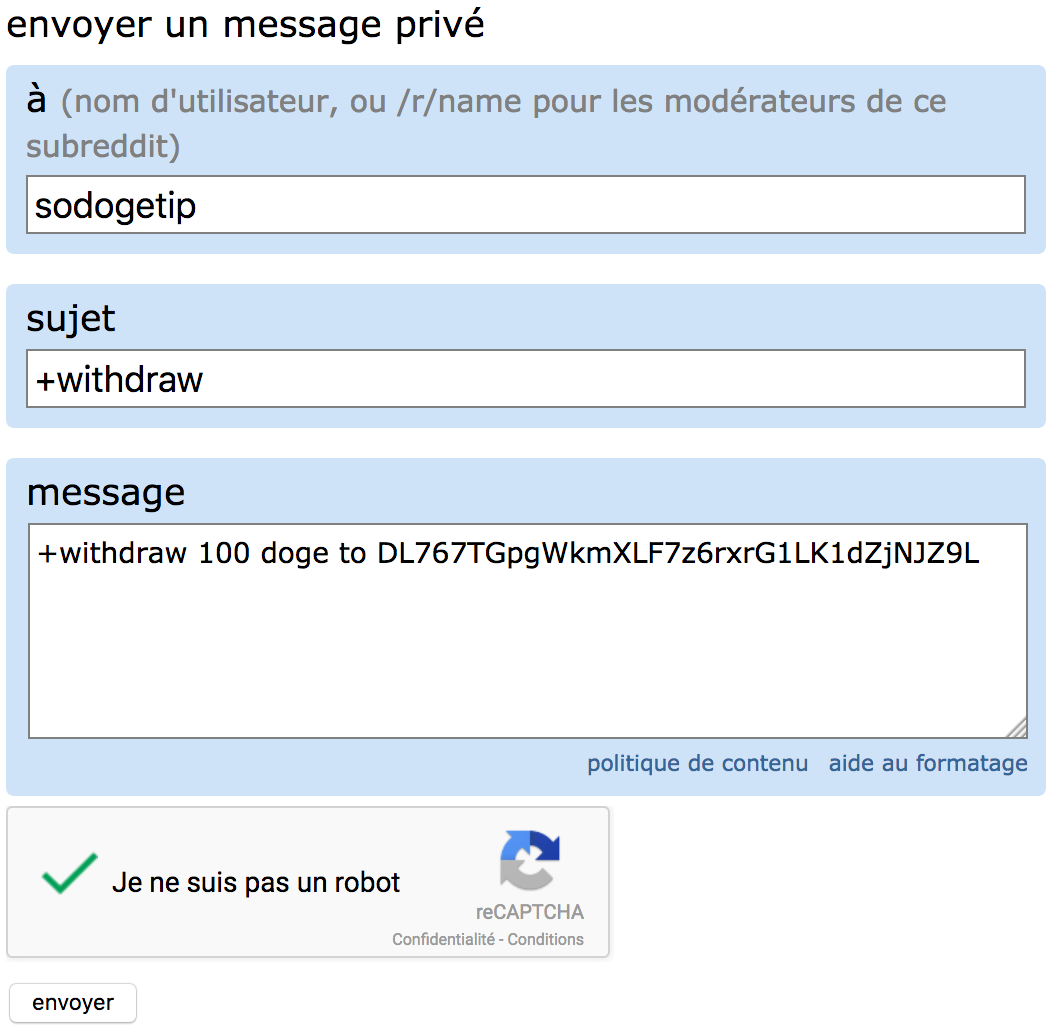 envoyer un message privé
à (nom d'utilisateur, ou /r/name pour les modérateurs de ce
subreddit)
sodogetip
sujet
+withdraw
message
+withdraw 100 doge to DL767TGpgWkmXLF7z6rxrG1LK1dZjNJZ9L
politique de contenu aide au formatage
Je ne suis pas un robot
reCAPTCHA
Confidentialité - Conditions
envoyer